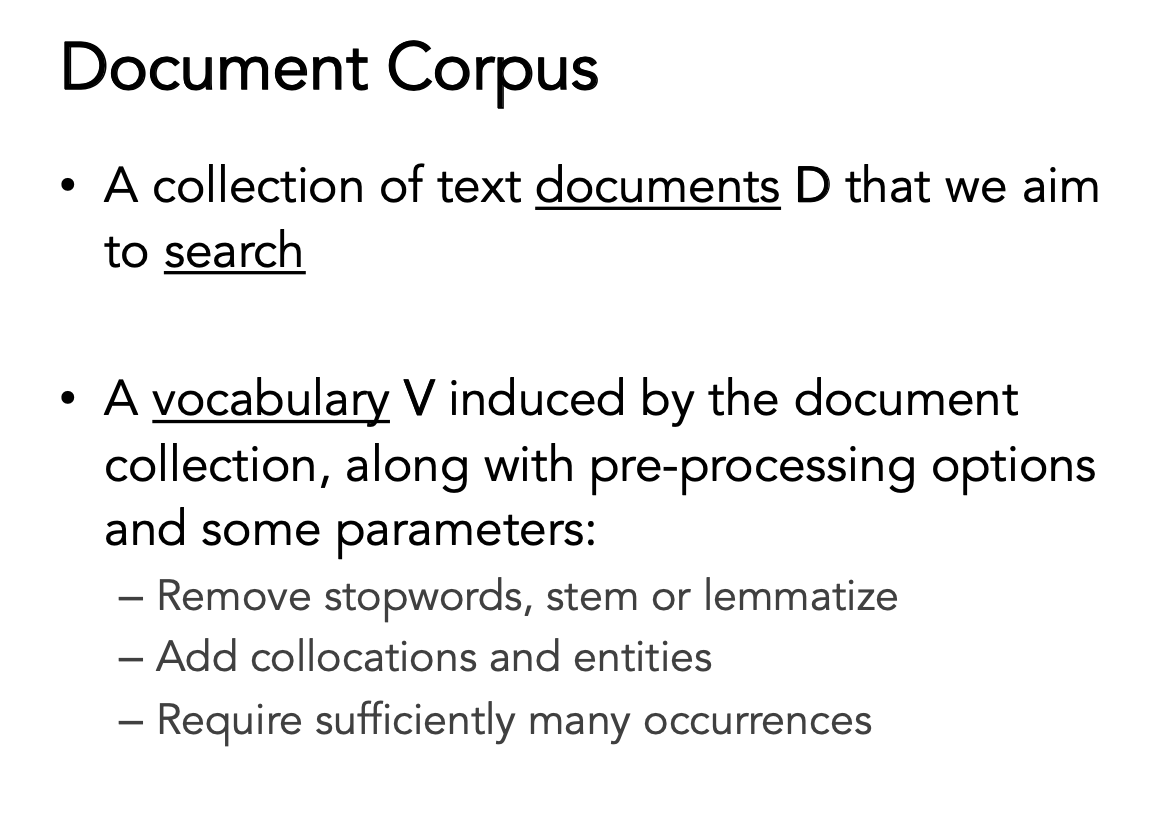 Document Corpus
• A collection of text documents D that we aim
to search
• A vocabulary V induced by the document
collection, along with pre-processing options
and some parameters:
– Remove stopwords, stem or lemmatize
– Add collocations and entities
– Require sufficiently many occurrences